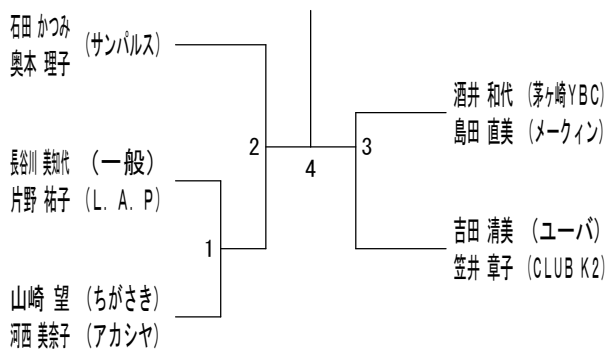 石田 かつみ (サンパルス)
奥本 理子
長谷川 美知代 (一般)
片野 祐子 (L. A. P)
山崎 望 (ちがさき)
河西 美奈子 (アカシヤ)
1
2
4
3
酒井 和代 (茅ヶ崎YBC)
島田 直美 (メークィン)
吉田 清美 (ユーバ)
笠井 章子 (CLUB K2)